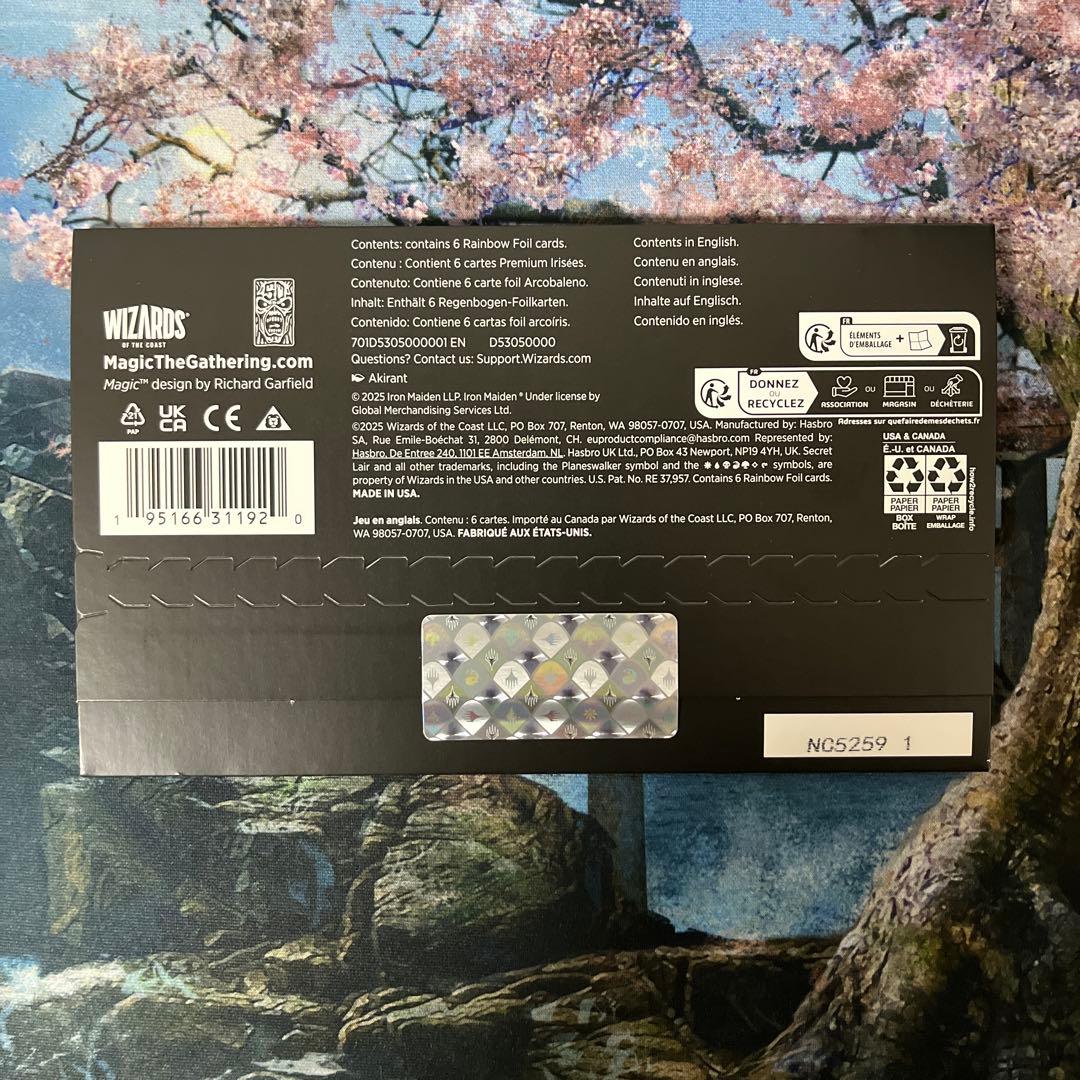 WIZARDS®
OF THE COAST
MagicTheGathering.com
Magic™ design by Richard Garfield
21
PAP
UK
CA
CE
1 95166 31192 0
Contents: contains 6 Rainbow Foil cards.
Contenu : Contient 6 cartes Premium Irisées.
Contenuto: Contiene 6 carte foil Arcobaleno.
Inhalt: Enthält 6 Regenbogen-Foilkarten.
Contenido: Contiene 6 cartas foil arcoíris.
701D5305000001 EN D53050000
Questions? Contact us: Support.Wizards.com
Akirant
© 2025 Iron Maiden LLP. Iron Maiden ® Under license by
Global Merchandising Services Ltd.
©2025 Wizards of the Coast LLC, PO Box 707, Renton, WA 98057-0707, USA. Manufactured by: Hasbro
SA, Rue Emile-Boéchat 31, 2800 Delémont, CH. euproductcompliance@hasbro.com Represented by:
Hasbro, De Entree 240, 1101 EE Amsterdam, NL. Hasbro UK Ltd., PO Box 43 Newport, NP19 4YH, UK. Secret
Lair and all other trademarks, including the Planeswalker symbol and the symbols, are
property of Wizards in the USA and other countries. U.S. Pat. No. RE 37,957. Contains 6 Rainbow Foil cards.
MADE IN USA.
Jeu en anglais. Contenu : 6 cartes. Importé au Canada par Wizards of the Coast LLC, PO Box 707, Renton,
WA 98057-0707, USA. FABRIQUÉ AUX ÉTATS-UNIS.
Contents in English.
Contenu en anglais.
Contenuti in inglese.
Inhalte auf Englisch.
Contenido en inglés.
FR
ÉLÉMENTS
D'EMBALLAGE +
FR
DONNEZ
OU
RECYCLEZ
ASSOCIATION OU MAGASIN OU DÉCHÈTERIE
Adresses sur quefairedemesdechets.fr
USA & CANADA
É.-U. et CANADA
PAPER PAPER
PAPIER PAPIER
BOX WRAP
BOÎTE EMBALLAGE
how2recycle.info
NC5259 1